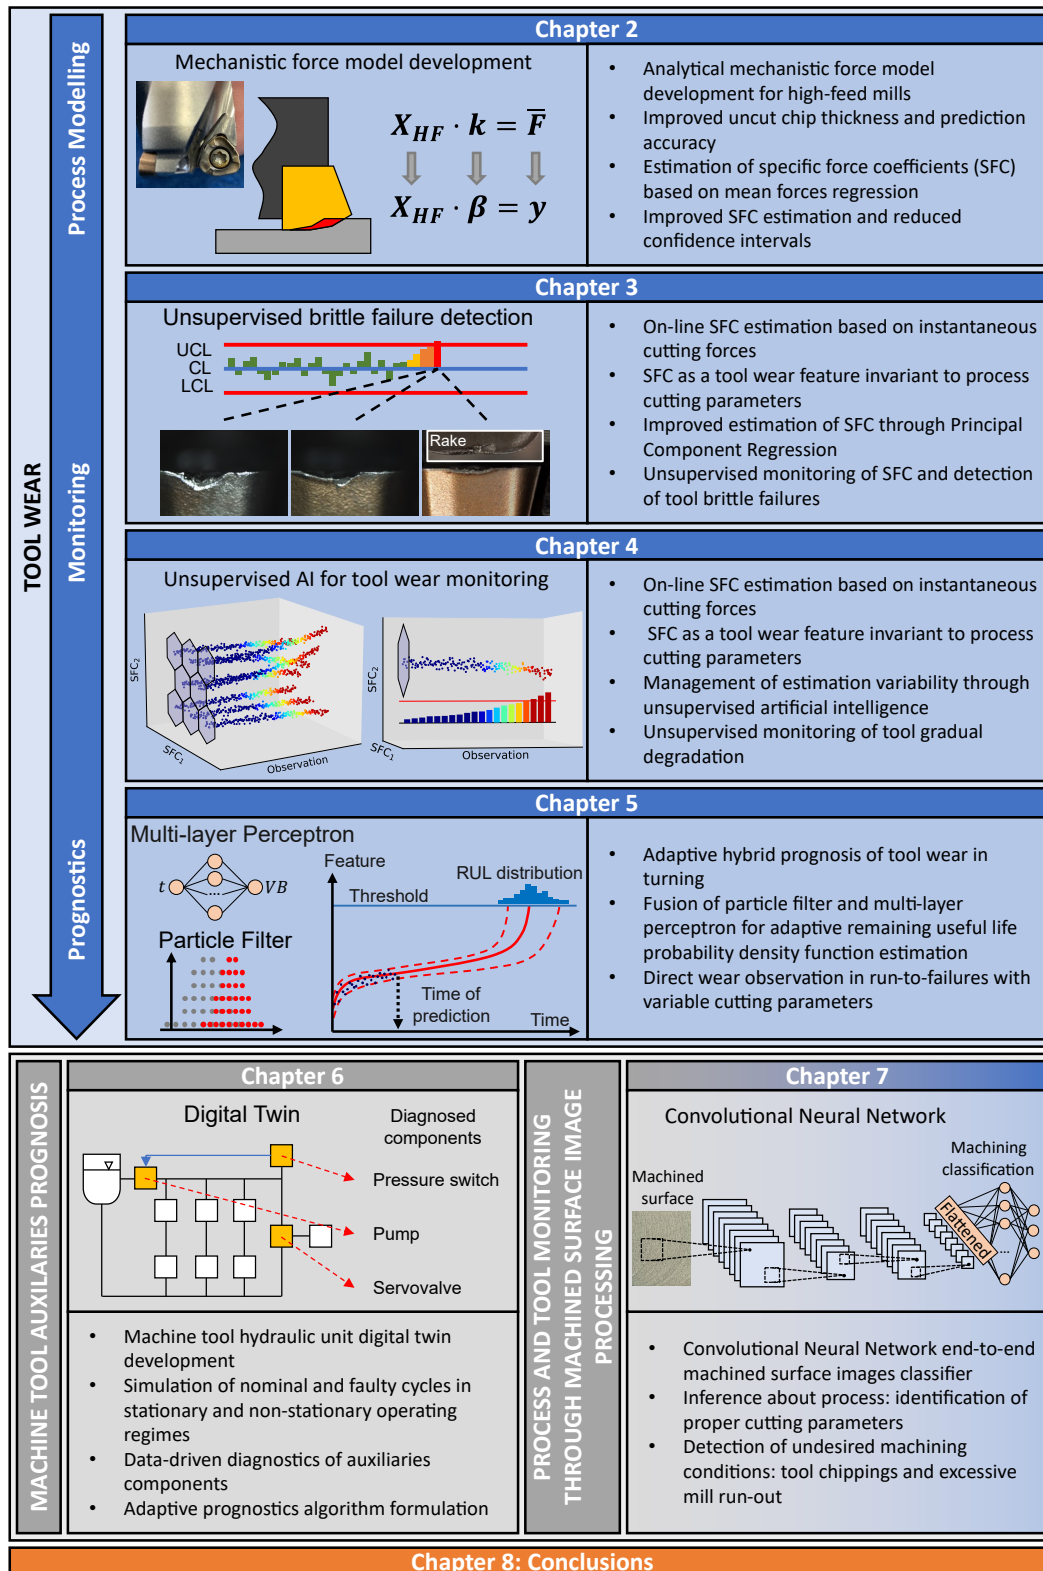 TOOL WEAR
Process Modelling
Monitoring
Prognostics
Chapter 2
Mechanistic force model development
X_HF · k = F̅
X_HF · β = y
• Analytical mechanistic force model
development for high-feed mills
• Improved uncut chip thickness and prediction
accuracy
• Estimation of specific force coefficients (SFC)
based on mean forces regression
• Improved SFC estimation and reduced
confidence intervals
Chapter 3
Unsupervised brittle failure detection
UCL
CL
LCL
Rake
• On-line SFC estimation based on instantaneous
cutting forces
• SFC as a tool wear feature invariant to process
cutting parameters
• Improved estimation of SFC through Principal
Component Regression
• Unsupervised monitoring of SFC and detection
of tool brittle failures
Chapter 4
Unsupervised AI for tool wear monitoring
SFC₂
SFC₁
Observation
SFC₂
SFC₁
Observation
• On-line SFC estimation based on instantaneous
cutting forces
• SFC as a tool wear feature invariant to process
cutting parameters
• Management of estimation variability through
unsupervised artificial intelligence
• Unsupervised monitoring of tool gradual
degradation
Chapter 5
Multi-layer Perceptron
t
...
VB
Particle Filter
Feature
Threshold
RUL distribution
Time of
prediction
Time
• Adaptive hybrid prognosis of tool wear in
turning
• Fusion of particle filter and multi-layer
perceptron for adaptive remaining useful life
probability density function estimation
• Direct wear observation in run-to-failures with
variable cutting parameters
MACHINE TOOL AUXILARIES PROGNOSIS
Chapter 6
Digital Twin
Diagnosed
components
Pressure switch
Pump
Servovalve
• Machine tool hydraulic unit digital twin
development
• Simulation of nominal and faulty cycles in
stationary and non-stationary operating
regimes
• Data-driven diagnostics of auxiliaries
components
• Adaptive prognostics algorithm formulation
PROCESS AND TOOL MONITORING
THROUGH MACHINED SURFACE IMAGE
PROCESSING
Chapter 7
Convolutional Neural Network
Machined
surface
Machining
classification
Flattened
...
...
• Convolutional Neural Network end-to-end
machined surface images classifier
• Inference about process: identification of
proper cutting parameters
• Detection of undesired machining
conditions: tool chippings and excessive
mill run-out
Chapter 8: Conclusions